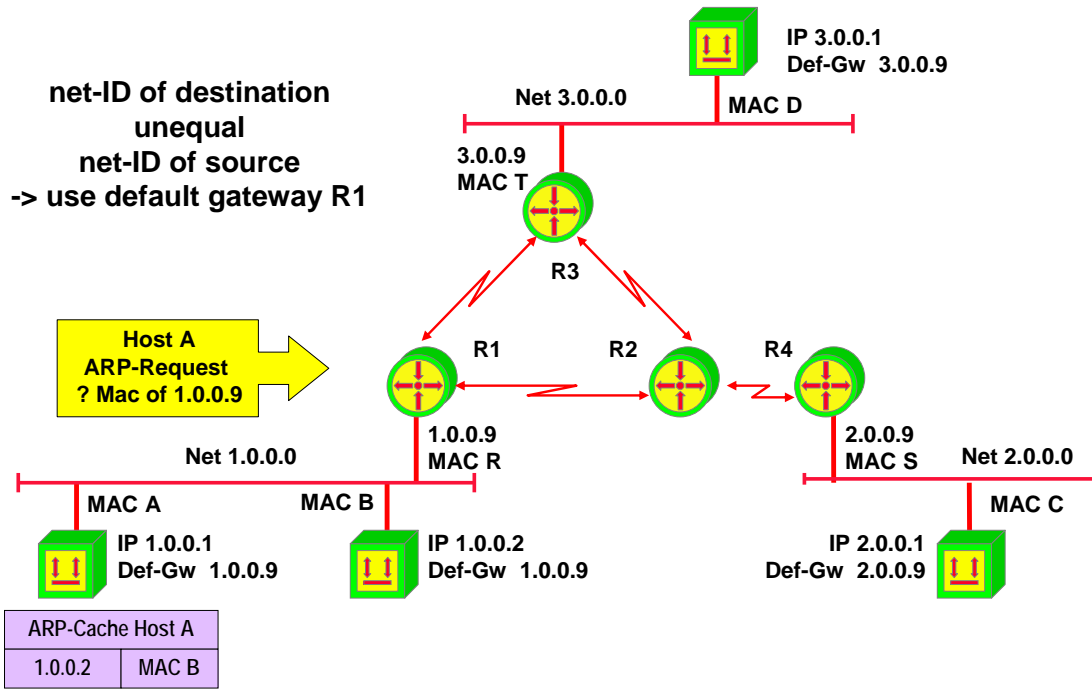 IP 3.0.0.1
Def-Gw 3.0.0.9
net-ID of destination
unequal
net-ID of source
-> use default gateway R1
Net 3.0.0.0
MAC D
3.0.0.9
MAC T
R3
Host A
ARP-Request
? Mac of 1.0.0.9
R1
R2
R4
1.0.0.9
MAC R
2.0.0.9
MAC S
Net 1.0.0.0
Net 2.0.0.0
MAC A
MAC B
MAC C
IP 1.0.0.1
Def-Gw 1.0.0.9
IP 1.0.0.2
Def-Gw 1.0.0.9
IP 2.0.0.1
Def-Gw 2.0.0.9
ARP-Cache Host A
1.0.0.2 MAC B